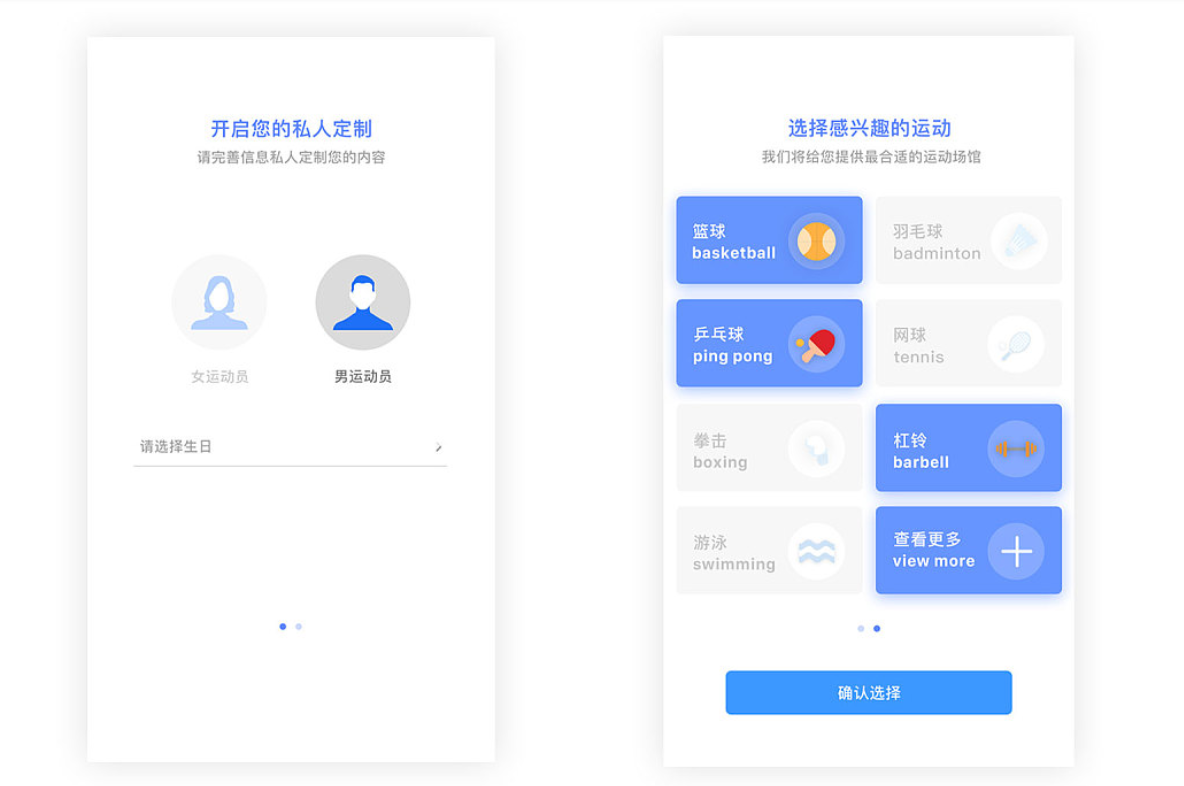 开启您的私人定制
请完善信息私人定制您的内容
女运动员
男运动员
请选择生日
选择感兴趣的运动
我们将给您提供最合适的运动场馆
篮球
basketball
羽毛球
badminton
乒乓球
ping pong
网球
tennis
拳击
boxing
杠铃
barbell
游泳
swimming
查看更多
view more
确认选择